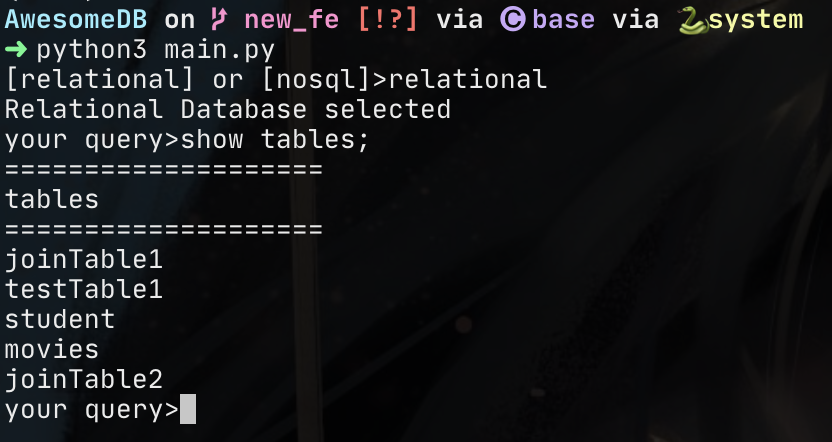 AwesomeDB on new_fe [!?] via C base via system
➜ python3 main.py
[relational] or [nosql]>relational
Relational Database selected
your query>show tables;
====================
tables
====================
joinTable1
testTable1
student
movies
joinTable2
your query>